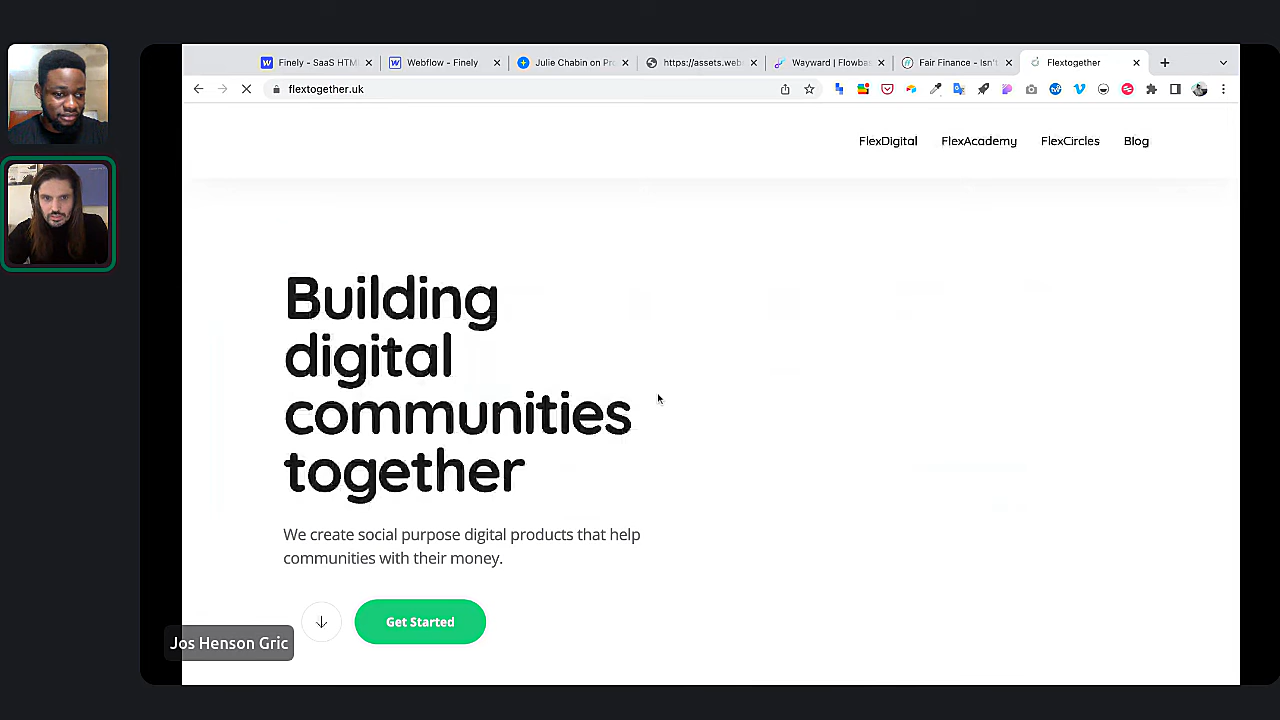 Finely - SaaS HTM
Webflow - Finely
Julie Chabin on Pr
https://assets.webs
Wayward | Flowba
Fair Finance - Isn't
Flextogether
flextogether.uk
FlexDigital
FlexAcademy
FlexCircles
Blog
Building
digital
communities
together
We create social purpose digital products that help
communities with their money.
Get Started
Jos Henson Gric